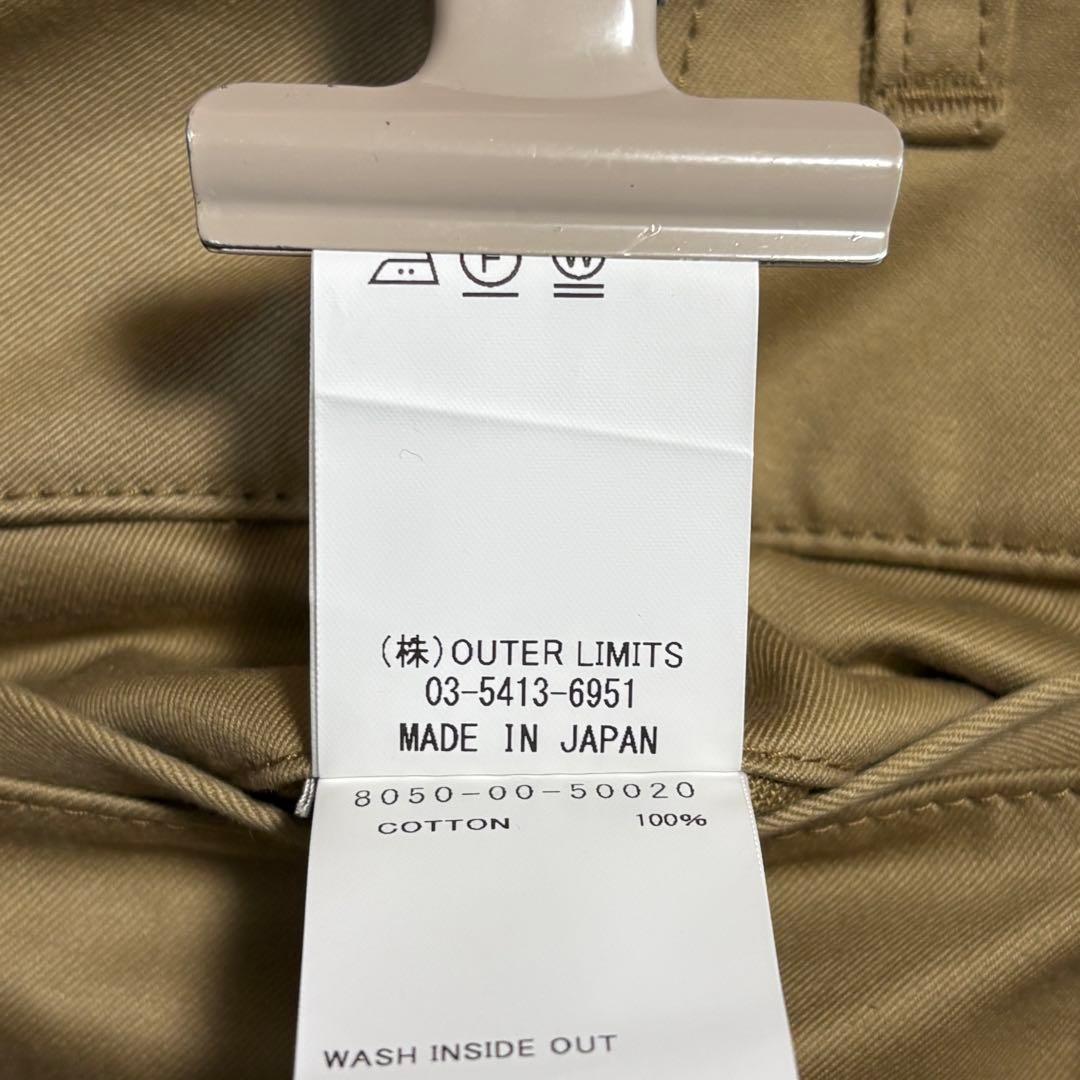 F W
(株)OUTER LIMITS
03-5413-6951
MADE IN JAPAN
8050-00-50020
COTTON 100%
WASH INSIDE OUT